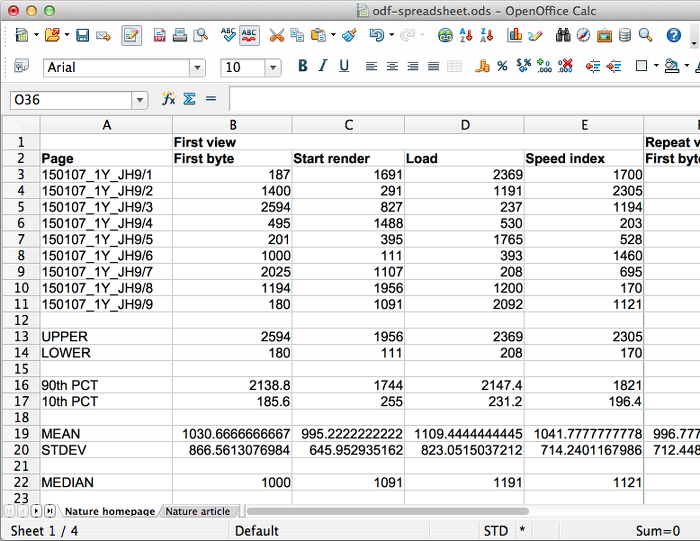 odf-spreadsheet.ods - OpenOffice Calc
ABC ABC
Arial 10 B I U
O36 =
A B C D E
1 First view Repeat v
2 Page First byte Start render Load Speed index First byt
3 150107_1Y_JH9/1 187 1691 2369 1700
4 150107_1Y_JH9/2 1400 291 1191 2305
5 150107_1Y_JH9/3 2594 827 237 1194
6 150107_1Y_JH9/4 495 1488 530 203
7 150107_1Y_JH9/5 201 395 1765 528
8 150107_1Y_JH9/6 1000 111 393 1460
9 150107_1Y_JH9/7 2025 1107 208 695
10 150107_1Y_JH9/8 1194 1956 1200 170
11 150107_1Y_JH9/9 180 1091 2092 1121
12
13 UPPER 2594 1956 2369 2305
14 LOWER 180 111 208 170
15
16 90th PCT 2138.8 1744 2147.4 1821
17 10th PCT 185.6 255 231.2 196.4
18
19 MEAN 1030.6666666667 995.2222222222 1109.4444444445 1041.7777777778 996.777
20 STDEV 866.5613076984 645.952935162 823.0515037212 714.2401167986 712.448
21
22 MEDIAN 1000 1091 1191 1121
23
Nature homepage Nature article
Sheet 1 / 4 Default STD * Sum=0